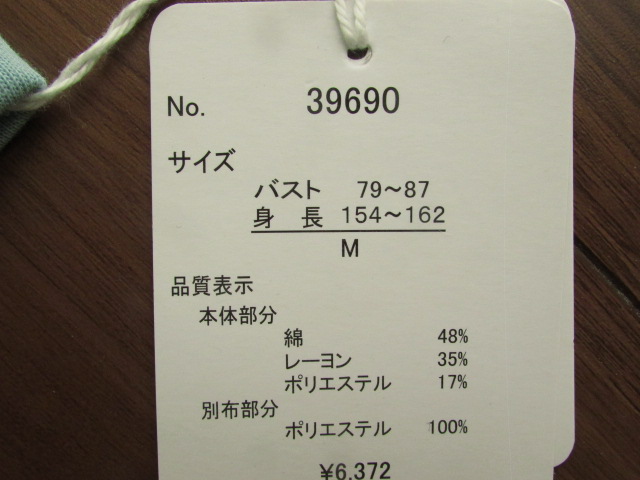 No. 39690
サイズ
バスト 79～87
身 長 154～162
M
品質表示
本体部分
綿 48%
レーヨン 35%
ポリエステル 17%
別布部分
ポリエステル 100%
¥6,372